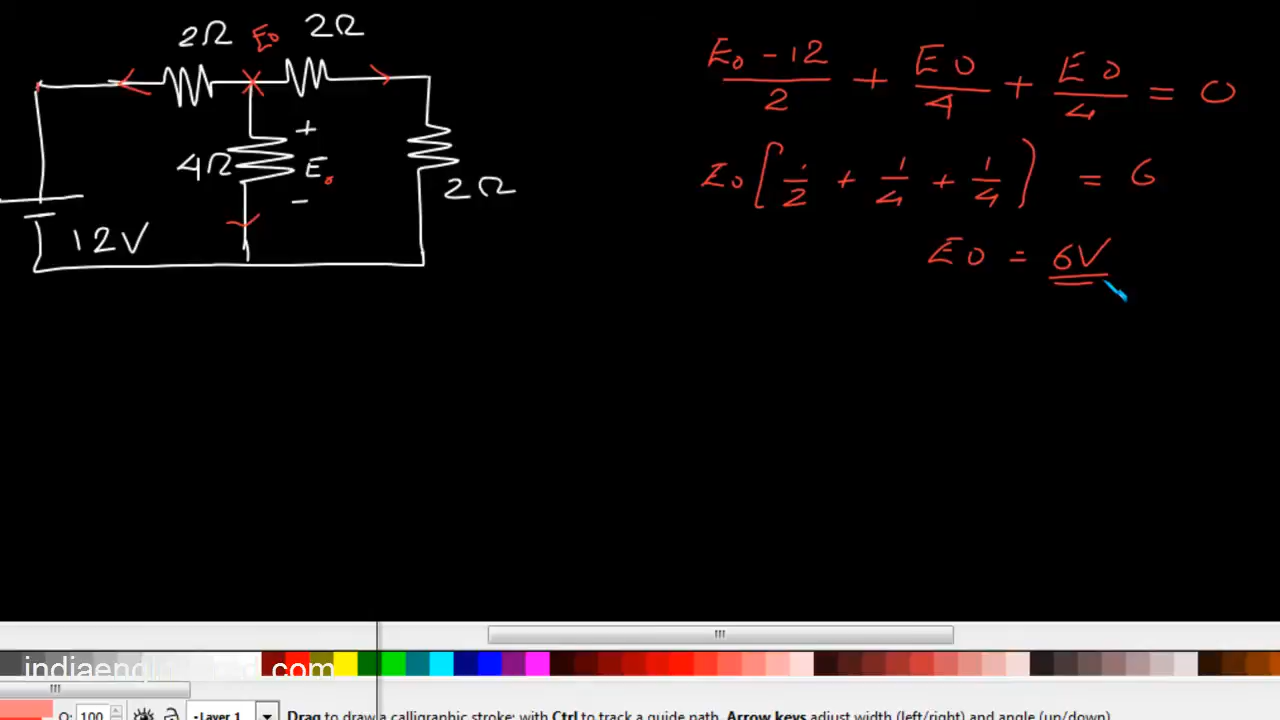 2Ω E₀ 2Ω
4Ω + E₀ −
2Ω
12V
E₀ − 12 / 2 + E₀ / 4 + E₀ / 4 = 0
E₀ [ 1/2 + 1/4 + 1/4 ) = 6
E₀ = 6V
O: 100
Layer 1
Drag to draw a calligraphic stroke; with Ctrl to track a guide path. Arrow keys adjust width (left/right) and angle (up/down).